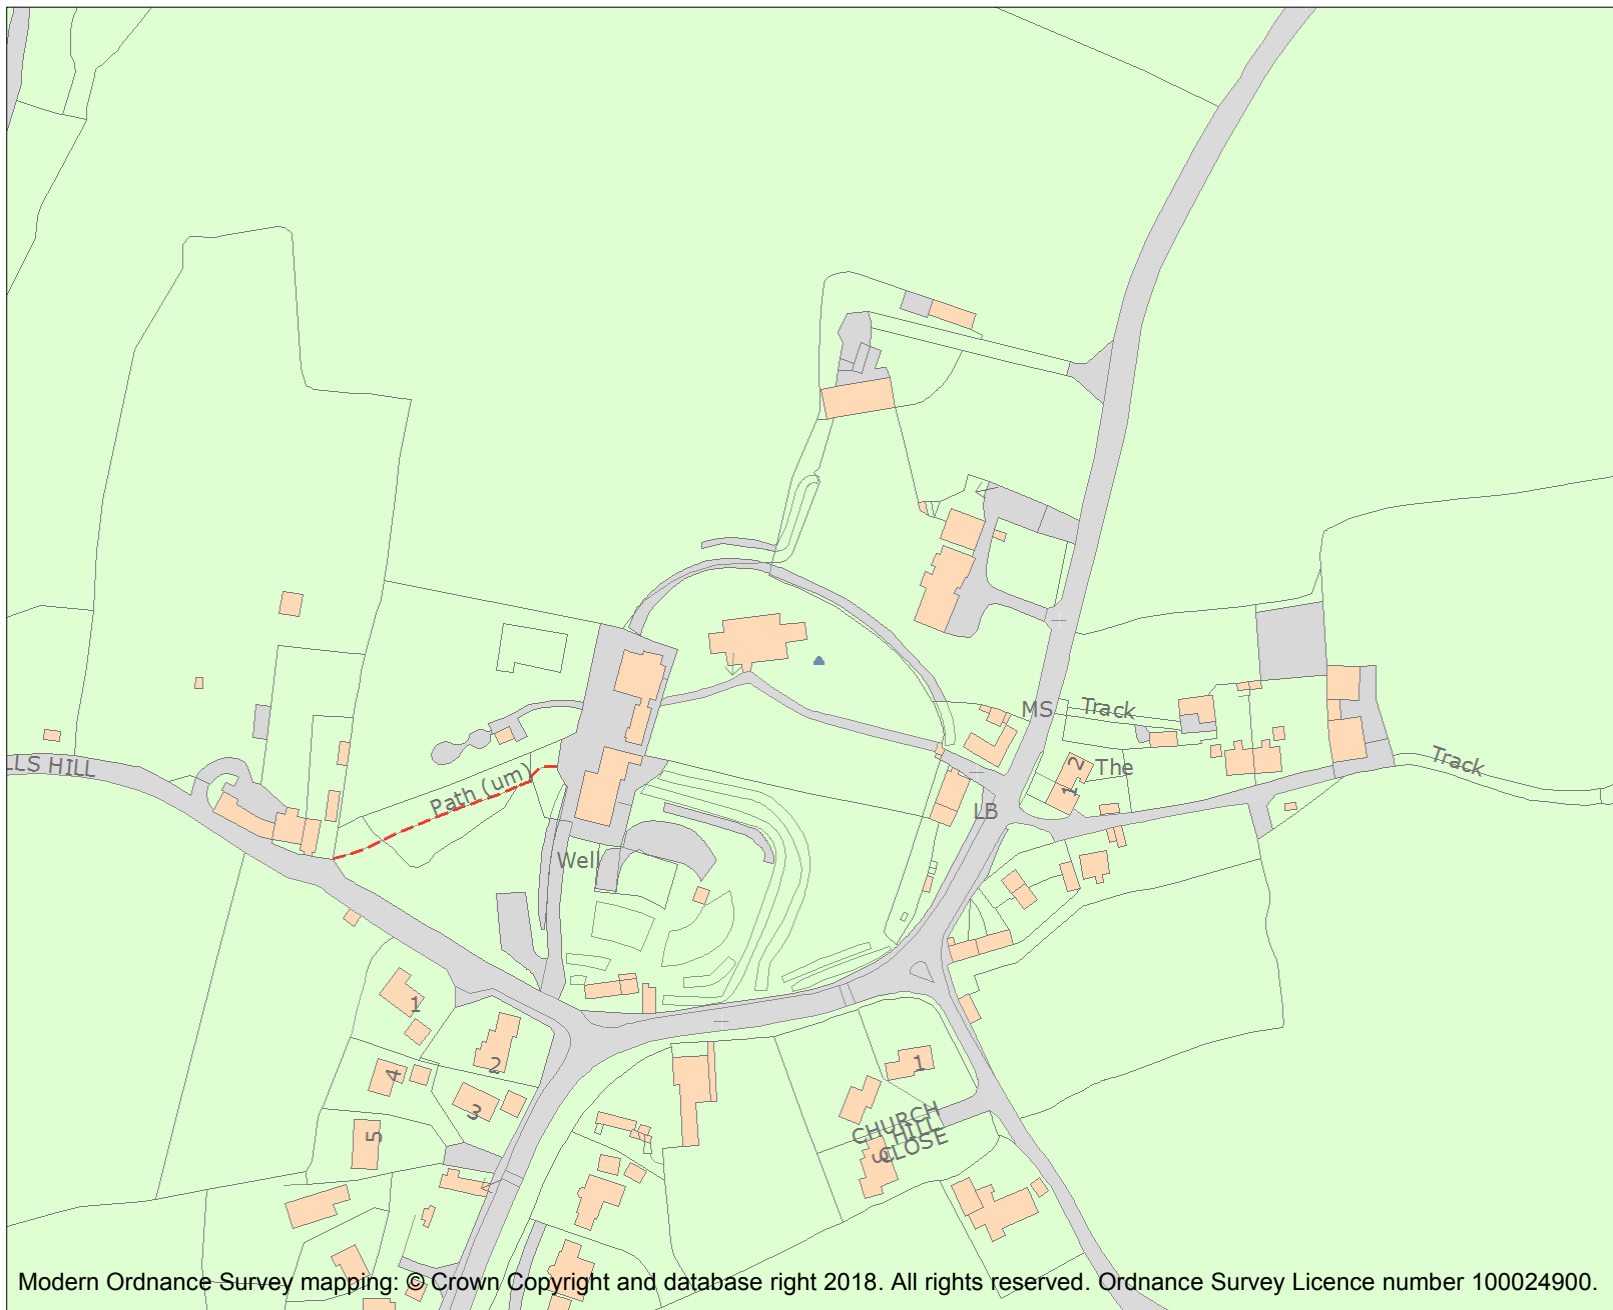 MS
Track
The
2
1
Track
LLS HILL
Path (um)
LB
Well
1
2
4
3
5
1
CHURCH
HILL
CLOSE
3
Modern Ordnance Survey mapping: © Crown Copyright and database right 2018. All rights reserved. Ordnance Survey Licence number 100024900.